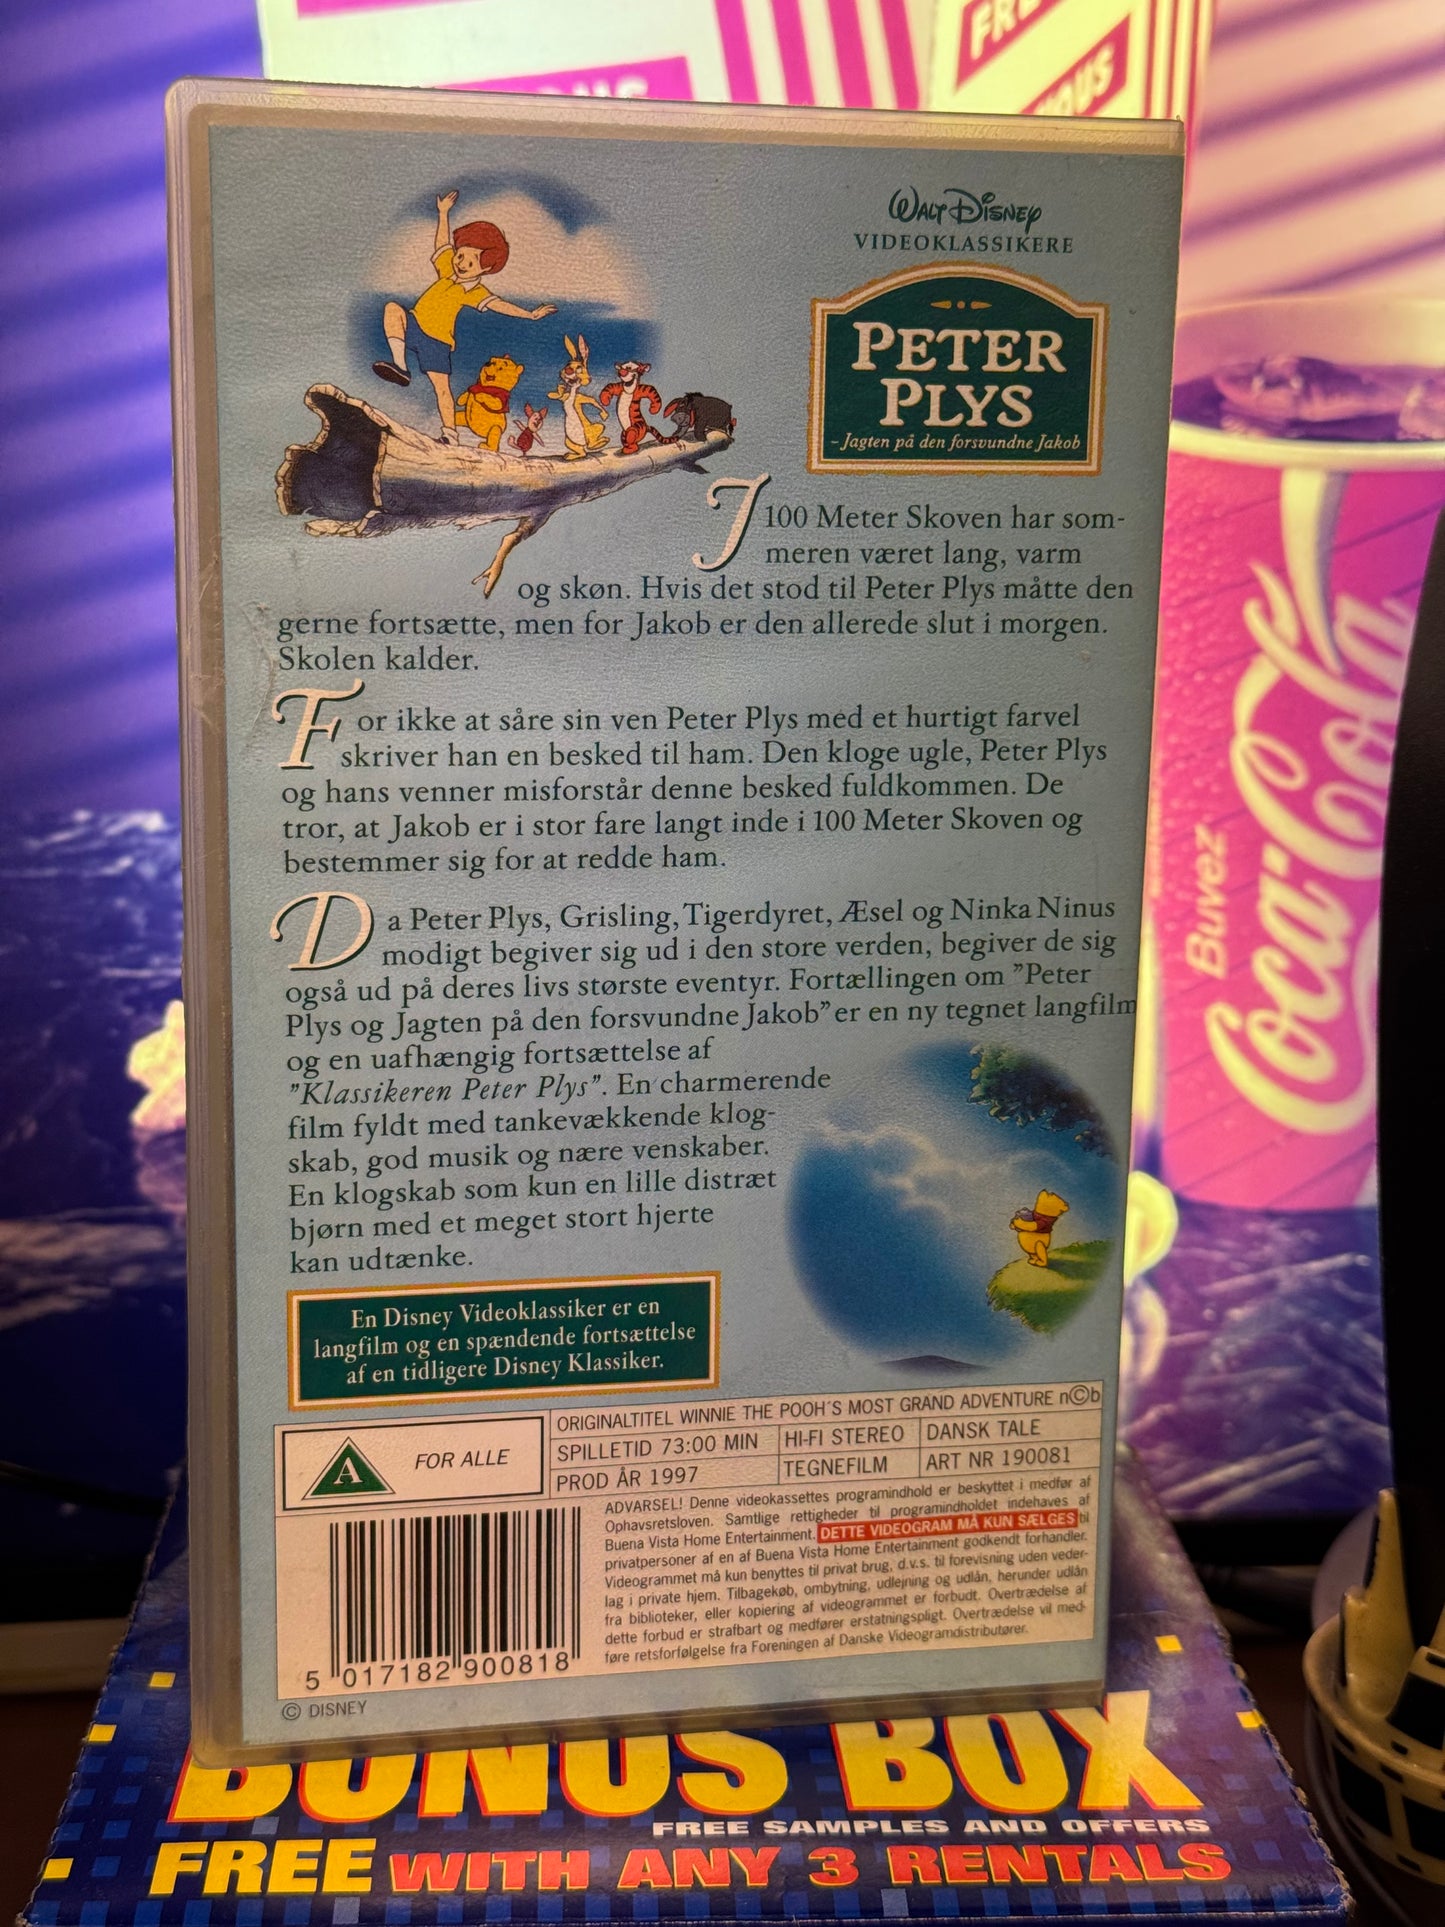 WALT DISNEY
VIDEOKLASSIKERE
PETER
PLYS
- Jagten på den forsvundne Jakob
I 100 Meter Skoven har som-
meren været lang, varm
og skøn. Hvis det stod til Peter Plys måtte den
gerne fortsætte, men for Jakob er den allerede slut i morgen.
Skolen kalder.
For ikke at såre sin ven Peter Plys med et hurtigt farvel
skriver han en besked til ham. Den kloge ugle, Peter Plys
og hans venner misforstår denne besked fuldkommen. De
tror, at Jakob er i stor fare langt inde i 100 Meter Skoven og
bestemmer sig for at redde ham.
Da Peter Plys, Grisling, Tigerdyret, Æsel og Ninka Ninus
modigt begiver sig ud i den store verden, begiver de sig
også ud på deres livs største eventyr. Fortællingen om ”Peter
Plys og Jagten på den forsvundne Jakob” er en ny tegnet langfilm
og en uafhængig fortsættelse af
”Klassikeren Peter Plys”. En charmerende
film fyldt med tankevækkende klog-
skab, god musik og nære venskaber.
En klogskab som kun en lille distræt
bjørn med et meget stort hjerte
kan udtænke.
En Disney Videoklassiker er en
langfilm og en spændende fortsættelse
af en tidligere Disney Klassiker.
A FOR ALLE
ORIGINALTITEL WINNIE THE POOH´S MOST GRAND ADVENTURE n©b
SPILLETID 73:00 MIN HI-FI STEREO DANSK TALE
PROD ÅR 1997 TEGNEFILM ART NR 190081
ADVARSEL! Denne videokassettes programindhold er beskyttet i medfør af
Ophavsretsloven. Samtlige rettigheder til programindholdet indehaves af
Buena Vista Home Entertainment. DETTE VIDEOGRAM MÅ KUN SÆLGES til
privatpersoner af en af Buena Vista Home Entertainment godkendt forhandler.
Videogrammet må kun benyttes til privat brug, d.v.s. til forevisning uden veder-
lag i private hjem. Tilbagekøb, ombytning, udlejning og udlån, herunder udlån
fra biblioteker, eller kopiering af videogrammet er forbudt. Overtrædelse af
dette forbud er strafbart og medfører erstatningspligt. Overtrædelse vil med-
føre retsforfølgelse fra Foreningen af Danske Videogramdistributører.
5 017182 900818
© DISNEY
Buvez
Coca-Cola
BONUS BOX
FREE SAMPLES AND OFFERS
FREE WITH ANY 3 RENTALS